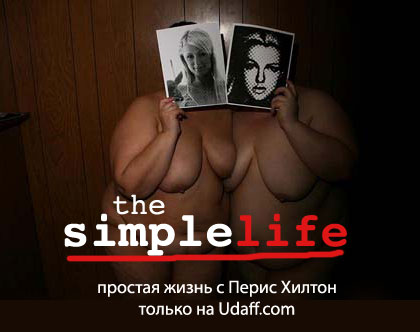 the
simplelife
простая жизнь с Перис Хилтон
только на Udaff.com